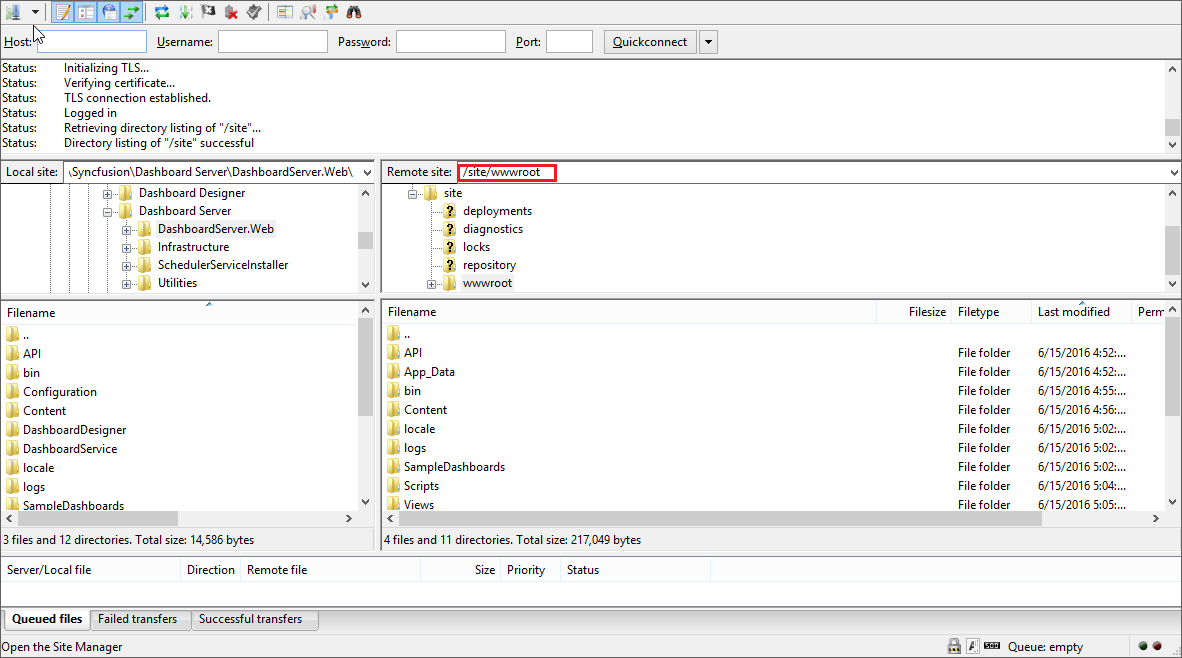 Host: Username: Password: Port: Quickconnect
Status: Initializing TLS...
Status: Verifying certificate...
Status: TLS connection established.
Status: Logged in
Status: Retrieving directory listing of "/site"...
Status: Directory listing of "/site" successful
Local site: \Syncfusion\Dashboard Server\DashboardServer.Web\
Dashboard Designer
Dashboard Server
DashboardServer.Web
Infrastructure
SchedulerServiceInstaller
Utilities
Remote site: /site/wwwroot
site
? deployments
? diagnostics
? locks
? repository
wwwroot
Filename
..
API
bin
Configuration
Content
DashboardDesigner
DashboardService
locale
logs
SampleDashboards
3 files and 12 directories. Total size: 14,586 bytes
Filename Filesize Filetype Last modified Perm
..
API File folder 6/15/2016 4:52:...
App_Data File folder 6/15/2016 4:52:...
bin File folder 6/15/2016 4:55:...
Content File folder 6/15/2016 4:56:...
locale File folder 6/15/2016 5:02:...
logs File folder 6/15/2016 5:02:...
SampleDashboards File folder 6/15/2016 5:02:...
Scripts File folder 6/15/2016 5:04:...
Views File folder 6/15/2016 5:05:...
4 files and 11 directories. Total size: 217,049 bytes
Server/Local file Direction Remote file Size Priority Status
Queued files Failed transfers Successful transfers
Open the Site Manager Queue: empty